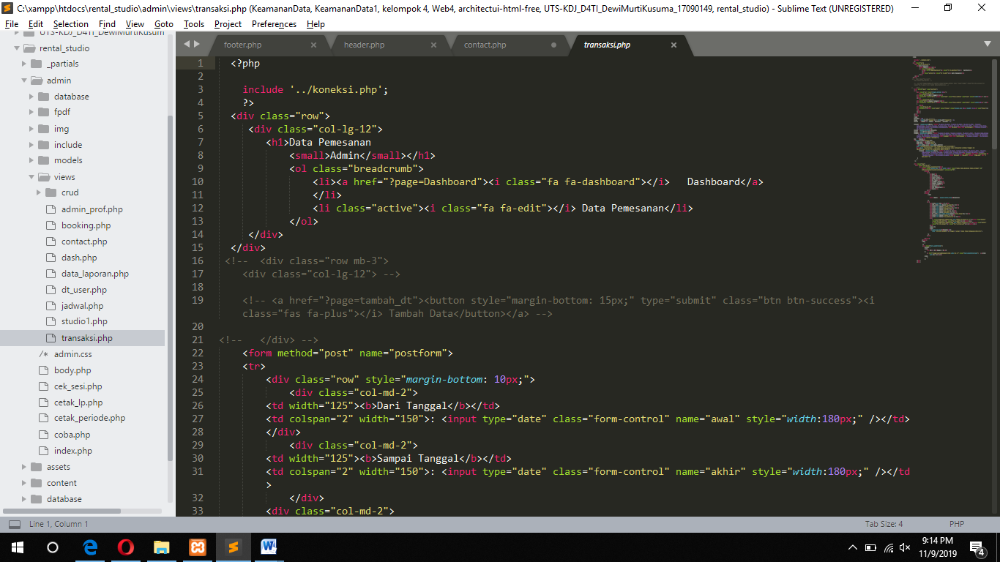 C:\xampp\htdocs\rental_studio\admin\views\transaksi.php (KeamananData, KeamananData1, kelompok 4, Web4, architectui-html-free, UTS-KDJ_D4TI_DewiMurtiKusuma_17090149, rental_studio) - Sublime Text (UNREGISTERED)
File Edit Selection Find View Goto Tools Project Preferences Help
UTS-KDJ_D4TI_DewiMurtiKusum
rental_studio
_partials
admin
database
fpdf
img
include
models
views
crud
admin_prof.php
booking.php
contact.php
dash.php
data_laporan.php
dt_user.php
jadwal.php
studio1.php
transaksi.php
/* admin.css
body.php
cek_sesi.php
cetak_lp.php
cetak_periode.php
coba.php
index.php
assets
content
database
footer.php × header.php × contact.php transaksi.php ×
1 <?php
2
3 include '../koneksi.php';
4 ?>
5 <div class="row">
6 <div class="col-lg-12">
7 <h1>Data Pemesanan
8 <small>Admin</small></h1>
9 <ol class="breadcrumb">
10 <li><a href="?page=Dashboard"><i class="fa fa-dashboard"></i> Dashboard</a>
11 </li>
12 <li class="active"><i class="fa fa-edit"></i> Data Pemesanan</li>
13 </ol>
14 </div>
15 </div>
16 <!-- <div class="row mb-3">
17 <div class="col-lg-12"> -->
18
19 <!-- <a href="?page=tambah_dt"><button style="margin-bottom: 15px;" type="submit" class="btn btn-success"><i
class="fas fa-plus"></i> Tambah Data</button></a> -->
20
21 <!-- </div> -->
22 <form method="post" name="postform">
23 <tr>
24 <div class="row" style="margin-bottom: 10px;">
25 <div class="col-md-2">
26 <td width="125"><b>Dari Tanggal</b></td>
27 <td colspan="2" width="150">: <input type="date" class="form-control" name="awal" style="width:180px;" /></td>
28 </div>
29 <div class="col-md-2">
30 <td width="125"><b>Sampai Tanggal</b></td>
31 <td colspan="2" width="150">: <input type="date" class="form-control" name="akhir" style="width:180px;" /></td
>
32 </div>
33 <div class="col-md-2">
Line 1, Column 1 Tab Size: 4 PHP
9:14 PM
11/9/2019
4